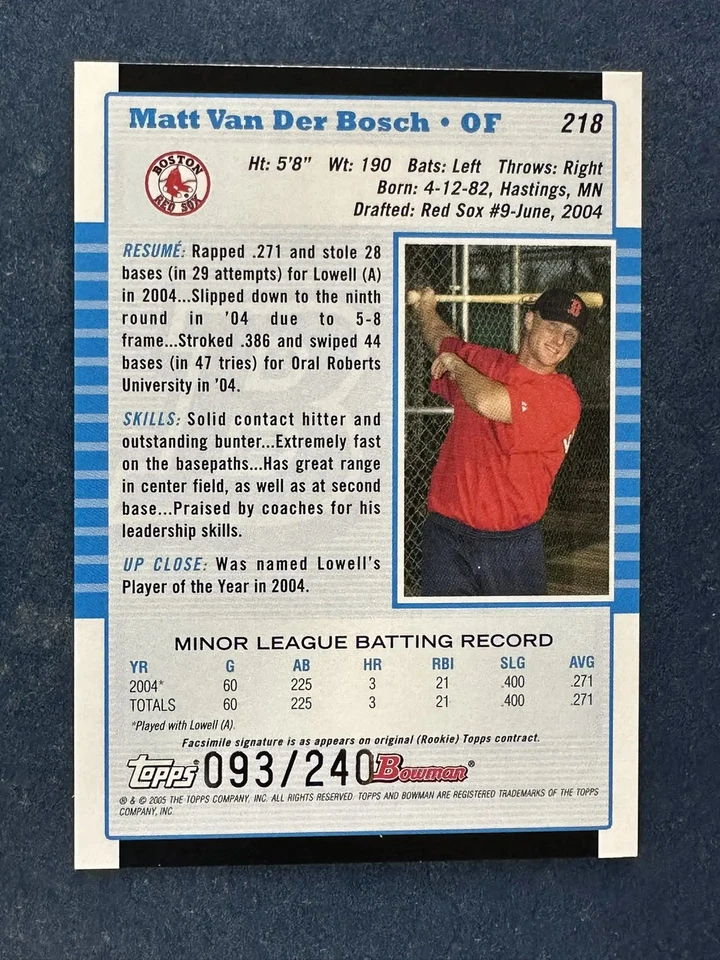 Matt Van Der Bosch • OF 218
BOSTON
RED SOX
Ht: 5'8" Wt: 190 Bats: Left Throws: Right
Born: 4-12-82, Hastings, MN
Drafted: Red Sox #9-June, 2004
RESUMÉ: Rapped .271 and stole 28
bases (in 29 attempts) for Lowell (A)
in 2004...Slipped down to the ninth
round in '04 due to 5-8
frame...Stroked .386 and swiped 44
bases (in 47 tries) for Oral Roberts
University in '04.
SKILLS: Solid contact hitter and
outstanding bunter...Extremely fast
on the basepaths...Has great range
in center field, as well as at second
base...Praised by coaches for his
leadership skills.
UP CLOSE: Was named Lowell's
Player of the Year in 2004.
B
MINOR LEAGUE BATTING RECORD
YR G AB HR RBI SLG AVG
2004* 60 225 3 21 .400 .271
TOTALS 60 225 3 21 .400 .271
*Played with Lowell (A).
Facsimile signature is as appears on original (Rookie) Topps contract.
Topps® 093/240 Bowman®
® & © 2005 THE TOPPS COMPANY, INC. ALL RIGHTS RESERVED. TOPPS AND BOWMAN ARE REGISTERED TRADEMARKS OF THE TOPPS
COMPANY, INC.